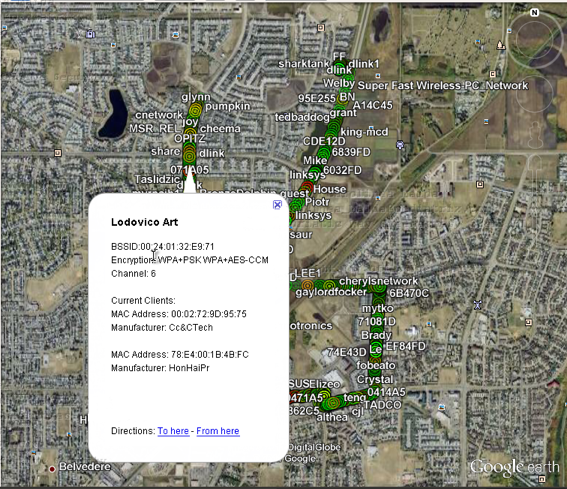 N
FF
sharktank
dlink1
dlink
Welby
Super Fast Wireless PC Network
95E255
BN
A14C45
glynn
pumpkin
cnetwork
joy
MSR_REL
cheema
OPITZ
tedbaddog
grant
king-mcd
CDE12D
share
dlink
6839FD
Mike
071A05
linksys
6032FD
Taslidzic
guest
House
Piotr
linksys
saur
Lodovico Art
BSSID:00:24:01:32:E9:71
Encryption:WPA+PSK WPA+AES-CCM
Channel: 6
Current Clients:
MAC Address: 00:02:72:9D:95:75
Manufacturer: Cc&CTech
MAC Address: 78:E4:00:1B:4B:FC
Manufacturer: HonHaiPr
Directions: To here - From here
LEE1
cherylsnetwork
gaylordfocker
6B470C
mytko
71081D
otronics
Brady
74E43D
Le
EF84FD
fobeato
Crystal
SUSElizeo
0471A5
teng
0414A5
TADCO
862C5
cjl
althea
DigitalGlobe
Google
Belvedere
Google earth